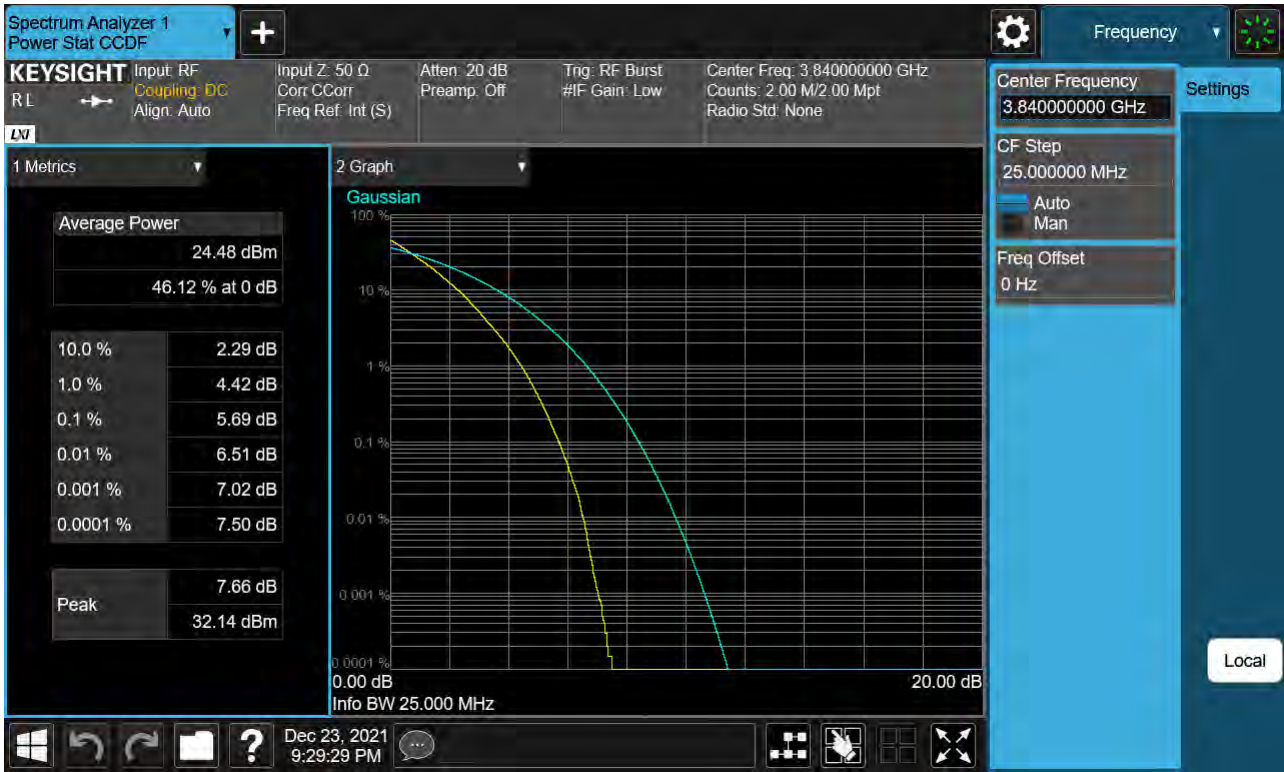 Spectrum Analyzer 1
Power Stat CCDF
+
Frequency
KEYSIGHT
RL
LXI
Input: RF
Coupling: DC
Align: Auto
Input Z: 50 Ω
Corr CCorr
Freq Ref: Int (S)
Atten: 20 dB
Preamp: Off
Trig: RF Burst
#IF Gain: Low
Center Freq: 3.840000000 GHz
Counts: 2.00 M/2.00 Mpt
Radio Std: None
Center Frequency
3.840000000 GHz
Settings
CF Step
25.000000 MHz
Auto
Man
Freq Offset
0 Hz
1 Metrics
Average Power
24.48 dBm
46.12 % at 0 dB
10.0 % 2.29 dB
1.0 % 4.42 dB
0.1 % 5.69 dB
0.01 % 6.51 dB
0.001 % 7.02 dB
0.0001 % 7.50 dB
Peak
7.66 dB
32.14 dBm
2 Graph
Gaussian
100 %
10 %
1 %
0.1 %
0.01 %
0.001 %
0.0001 %
0.00 dB 20.00 dB
Info BW 25.000 MHz
Local
?
Dec 23, 2021
9:29:29 PM